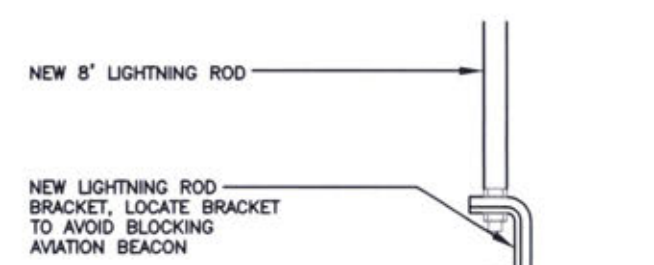 NEW 8' LIGHTNING ROD
NEW LIGHTNING ROD
BRACKET, LOCATE BRACKET
TO AVOID BLOCKING
AVIATION BEACON